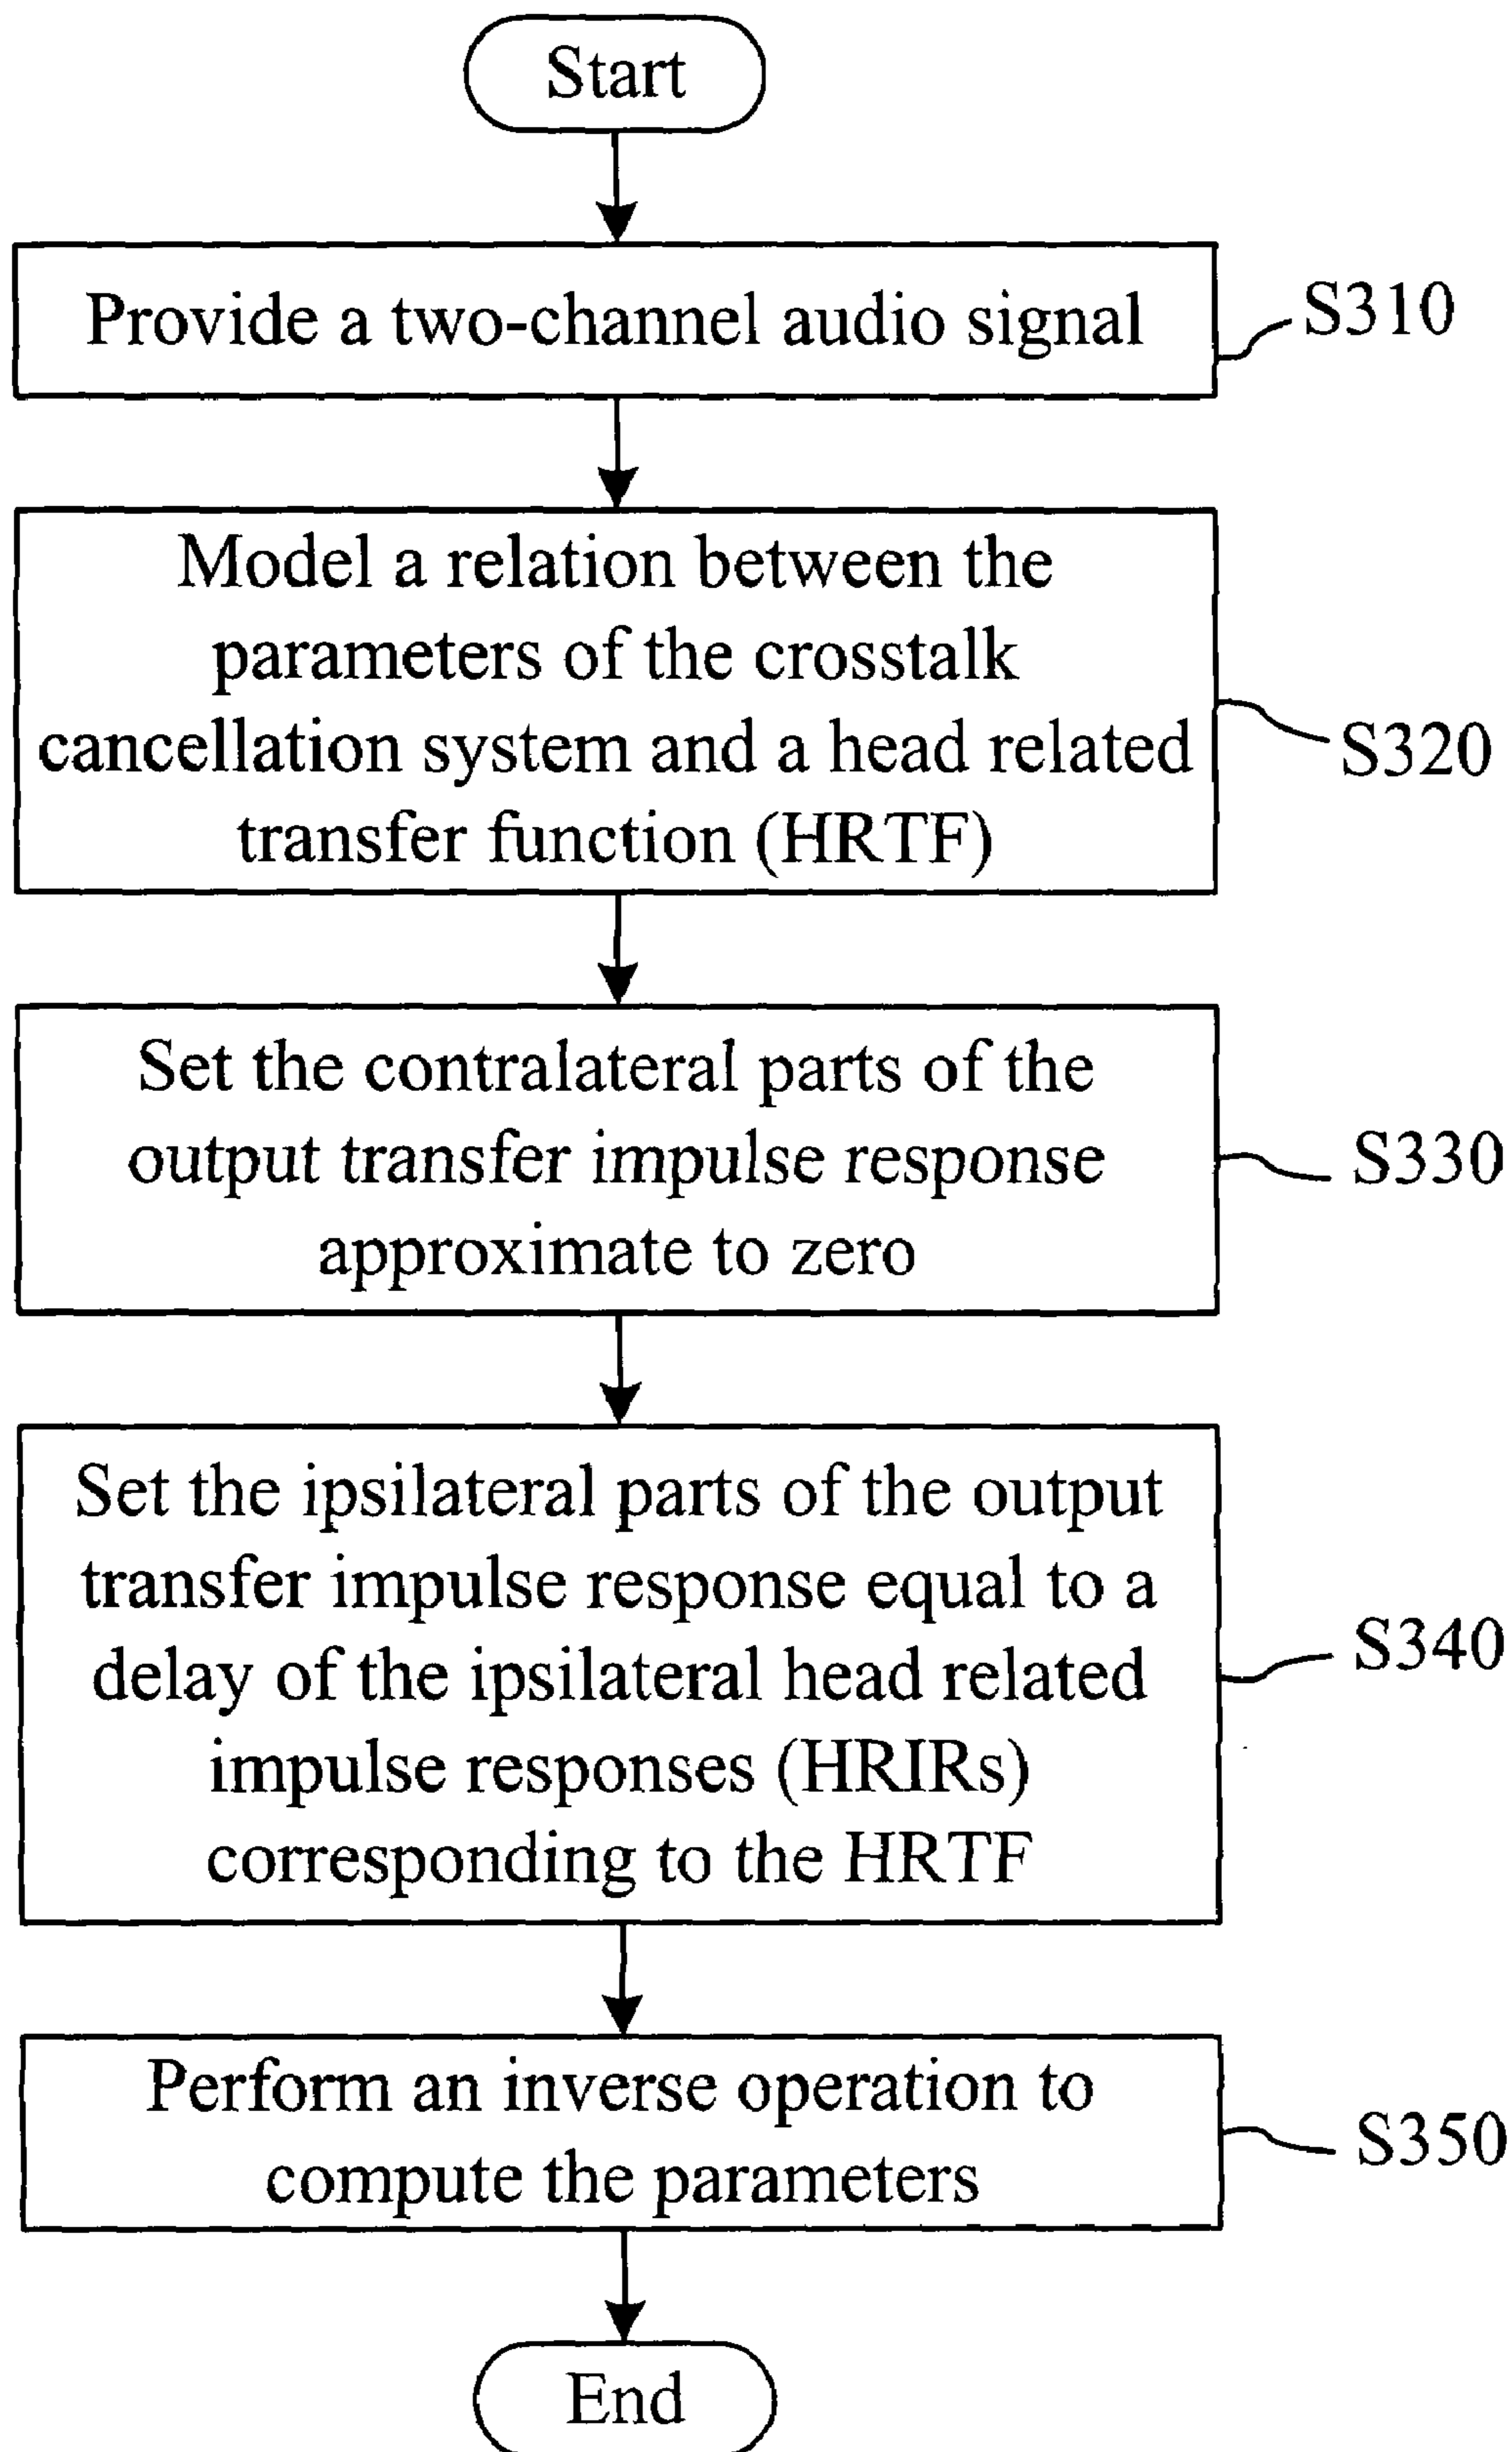 Start
Provide a two-channel audio signal
S310
Model a relation between the
parameters of the crosstalk
cancellation system and a head related
transfer function (HRTF)
S320
Set the contralateral parts of the
output transfer impulse response
approximate to zero
S330
Set the ipsilateral parts of the output
transfer impulse response equal to a
delay of the ipsilateral head related
impulse responses (HRIRs)
corresponding to the HRTF
S340
Perform an inverse operation to
compute the parameters
S350
End